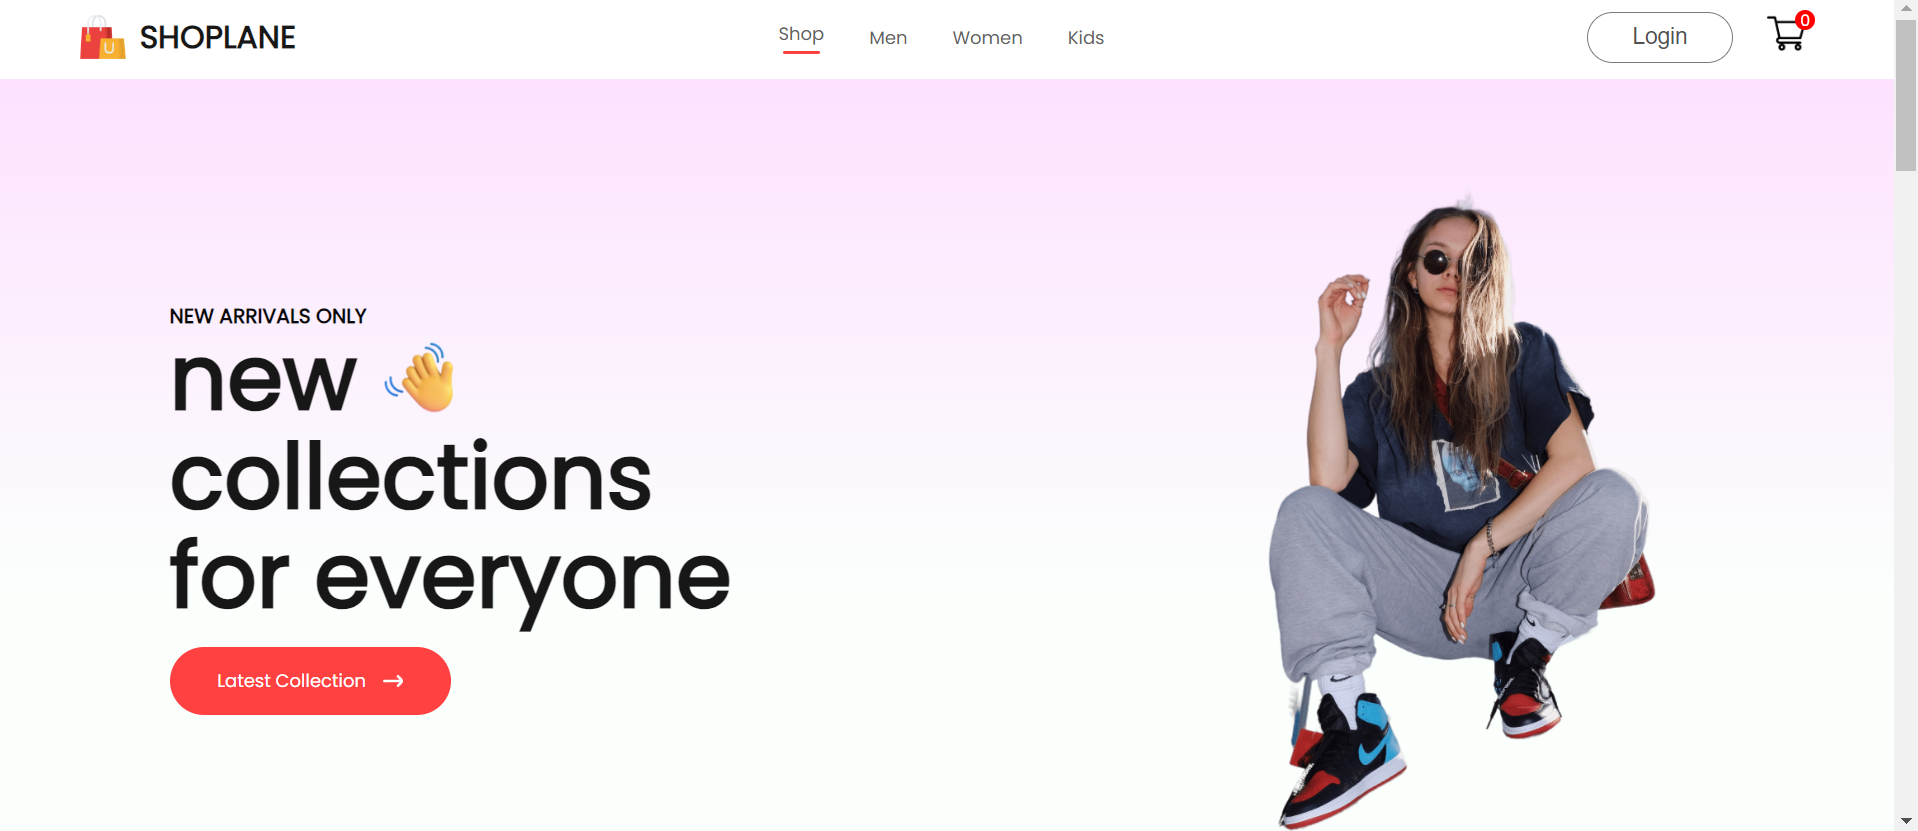 SHOPLANE
Shop
Men
Women
Kids
Login
0
U
NEW ARRIVALS ONLY
new 👋
collections
for everyone
Latest Collection →